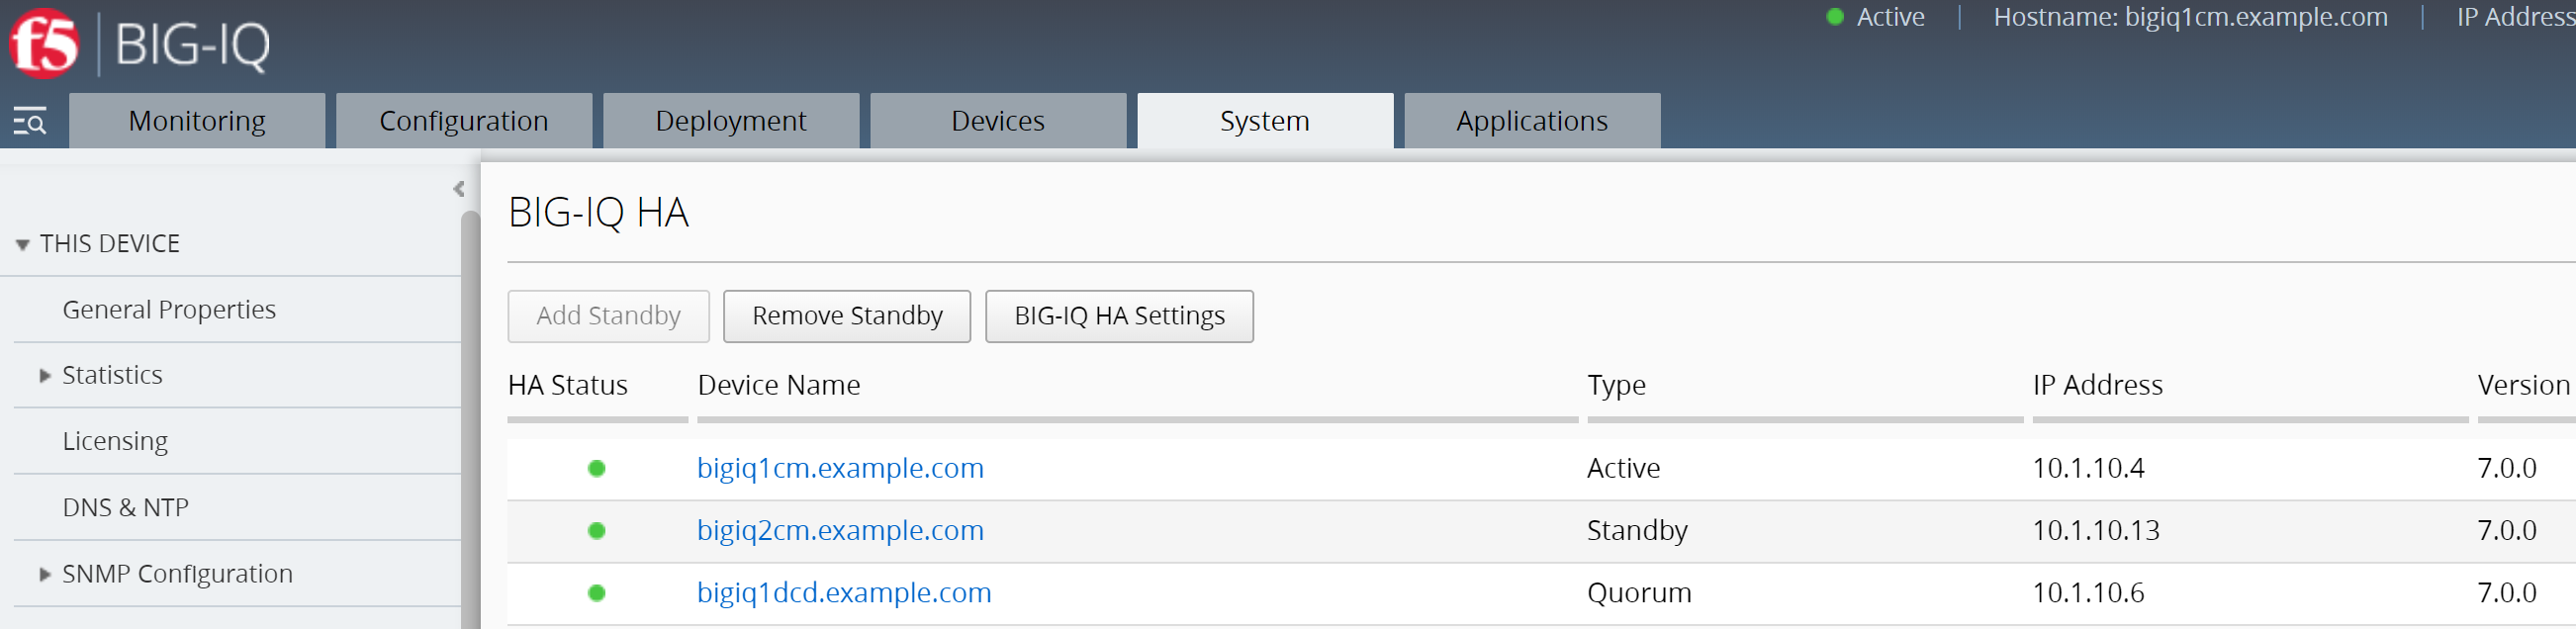 f5 BIG-IQ
Active Hostname: bigiq1cm.example.com IP Address
Monitoring Configuration Deployment Devices System Applications
THIS DEVICE
General Properties
Statistics
Licensing
DNS & NTP
SNMP Configuration
BIG-IQ HA
Add Standby Remove Standby BIG-IQ HA Settings
HA Status Device Name Type IP Address Version
bigiq1cm.example.com Active 10.1.10.4 7.0.0
bigiq2cm.example.com Standby 10.1.10.13 7.0.0
bigiq1dcd.example.com Quorum 10.1.10.6 7.0.0